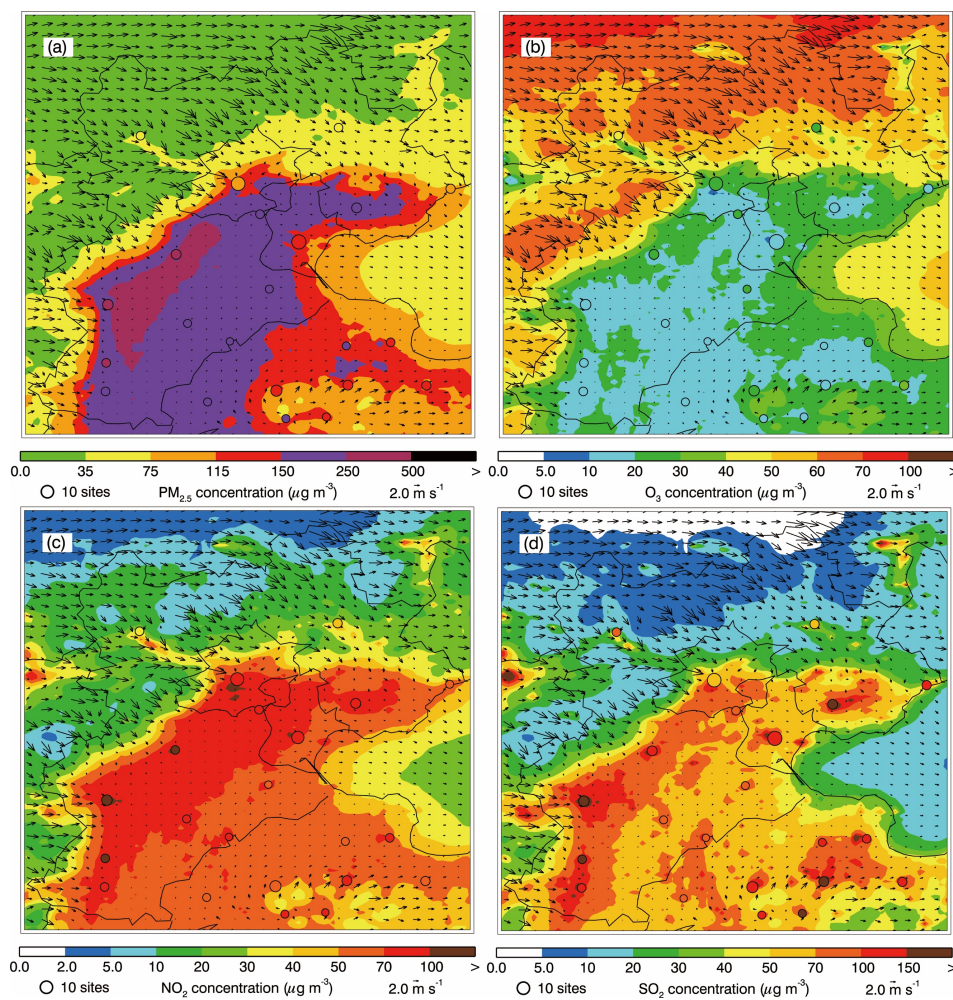 (a)
(b)
0.0 35 75 115 150 250 500 >
10 sites PM2.5 concentration (μg m-3) 2.0 m s-1
0.0 5.0 10 20 30 40 50 60 70 100 >
10 sites O3 concentration (μg m-3) 2.0 m s-1
(c)
(d)
0.0 2.0 5.0 10 20 30 40 50 70 100 >
10 sites NO2 concentration (μg m-3) 2.0 m s-1
0.0 5.0 10 20 30 40 50 70 100 150 >
10 sites SO2 concentration (μg m-3) 2.0 m s-1